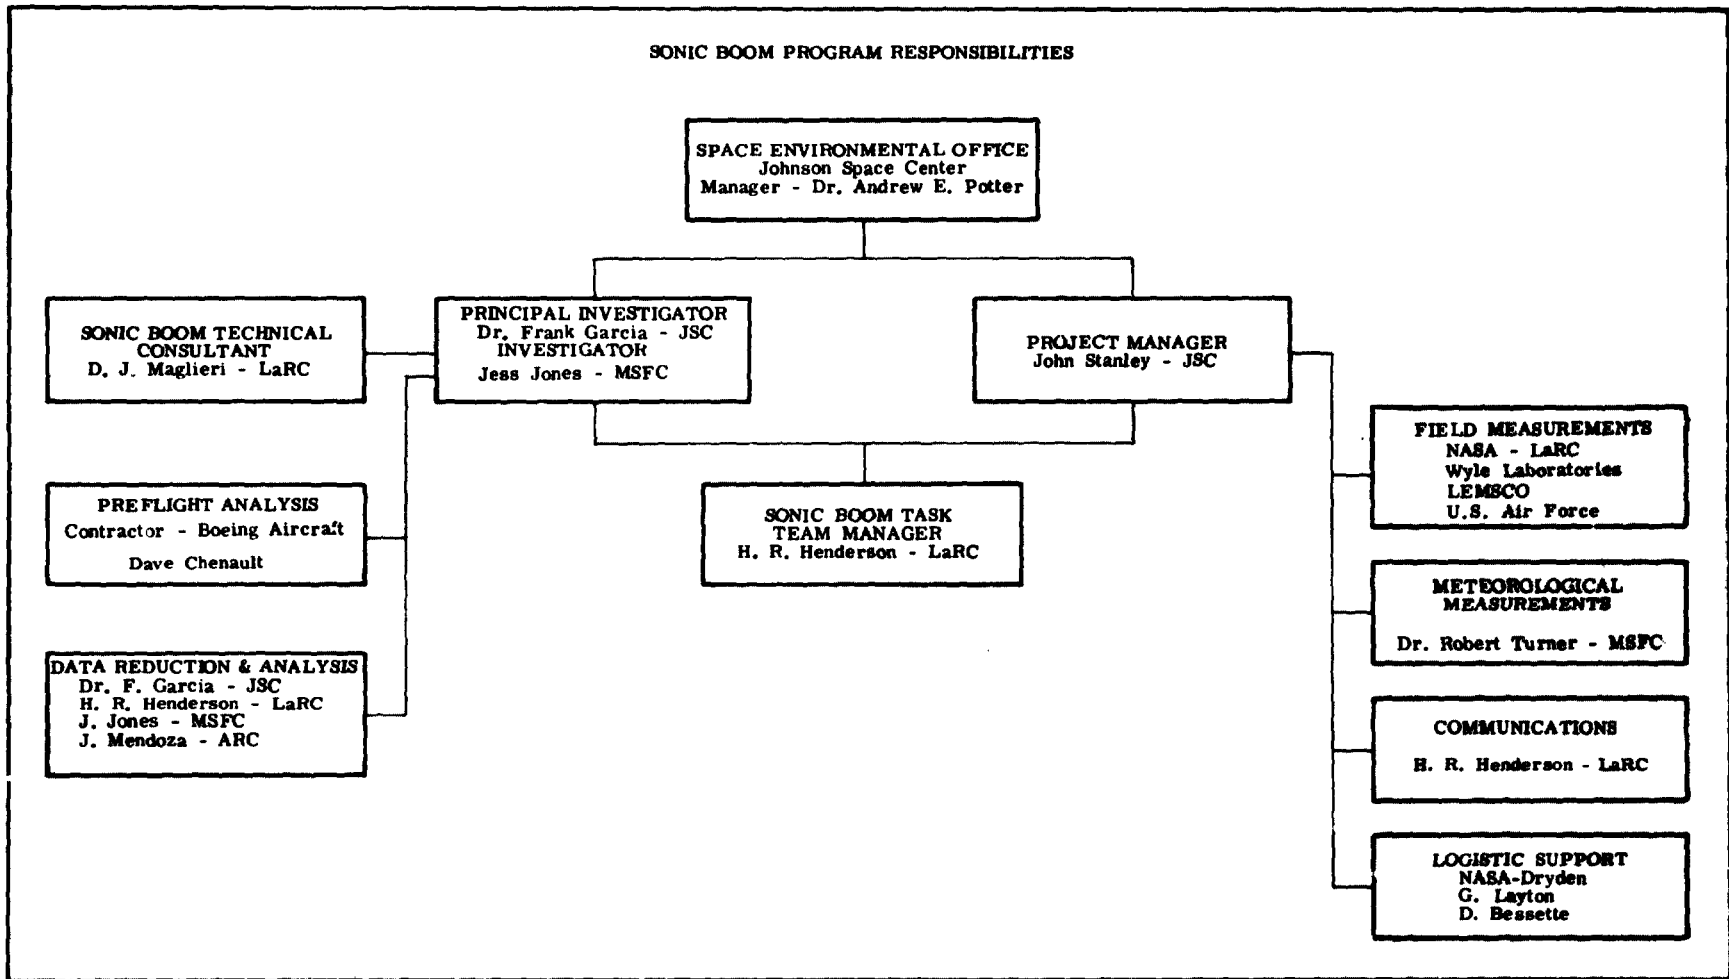 SONIC BOOM PROGRAM RESPONSIBILITIES
SPACE ENVIRONMENTAL OFFICE
Johnson Space Center
Manager - Dr. Andrew E. Potter
SONIC BOOM TECHNICAL
CONSULTANT
D. J. Maglieri - LaRC
PRINCIPAL INVESTIGATOR
Dr. Frank Garcia - JSC
INVESTIGATOR
Jess Jones - MSFC
PROJECT MANAGER
John Stanley - JSC
PREFLIGHT ANALYSIS
Contractor - Boeing Aircraft
Dave Chenault
SONIC BOOM TASK
TEAM MANAGER
H. R. Henderson - LaRC
FIELD MEASUREMENTS
NASA - LaRC
Wyle Laboratories
LEMSCO
U.S. Air Force
METEOROLOGICAL
MEASUREMENTS
Dr. Robert Turner - MSFC
DATA REDUCTION & ANALYSIS
Dr. F. Garcia - JSC
H. R. Henderson - LaRC
J. Jones - MSFC
J. Mendoza - ARC
COMMUNICATIONS
H. R. Henderson - LaRC
LOGISTIC SUPPORT
NASA-Dryden
G. Layton
D. Bessette